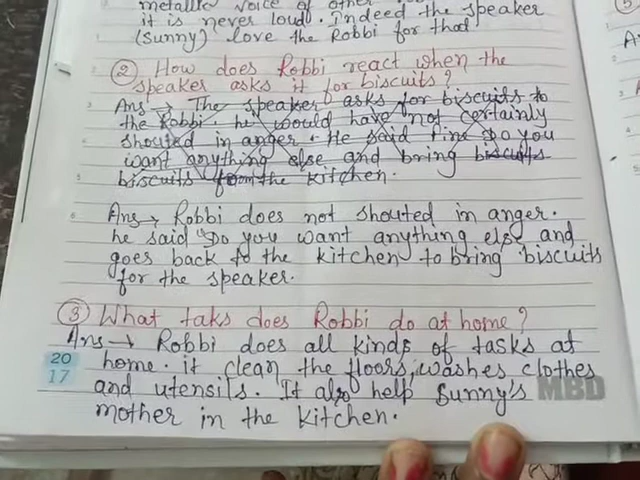 metallic voice of other
it is never loud. Indeed the speaker
(Sunny) love the Robbi for that
② How does Robbi react when the
speaker asks it for biscuits?
Ans → The speaker asks for biscuits to
the Robbi he would have not certainly
shouted in anger. He said Fine Do you
want anything else and bring biscuits
biscuits from the kitchen.
Ans → Robbi does not shouted in anger.
he said "Do you want anything else and
goes back to the kitchen to bring biscuits
for the speaker.
③ What taks does Robbi do at home?
Ans → Robbi does all kinds of tasks at
home. it clean the floors, washes clothes
and utensils. It also help Sunny's
mother in the kitchen.
20
17
MBD